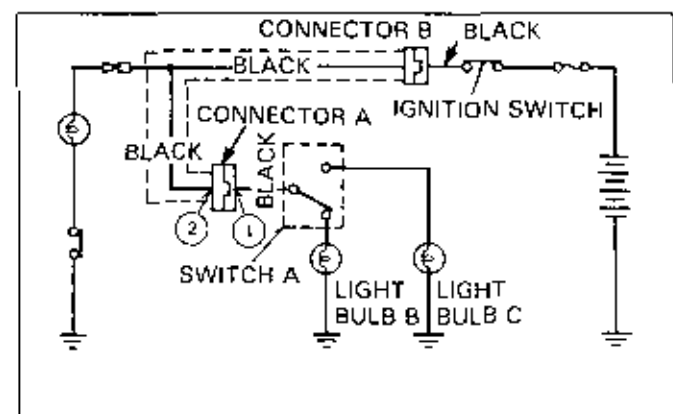 CONNECTOR B
BLACK
BLACK
IGNITION SWITCH
CONNECTOR A
BLACK
BLACK
2
1
SWITCH A
LIGHT
BULB B
LIGHT
BULB C